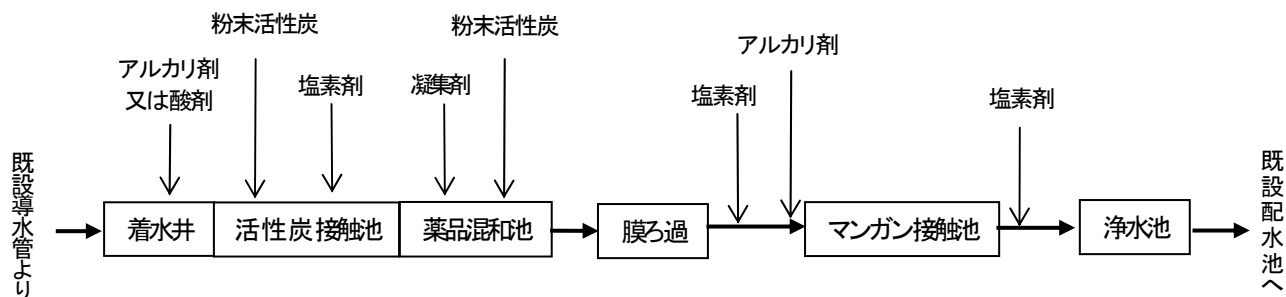 粉末活性炭
粉末活性炭
アルカリ剤
アルカリ剤
又は酸剤
塩素剤
凝集剤
塩素剤
塩素剤
既設導水管より
着水井
活性炭接触池
薬品混和池
膜ろ過
マンガン接触池
浄水池
既設配水池へ